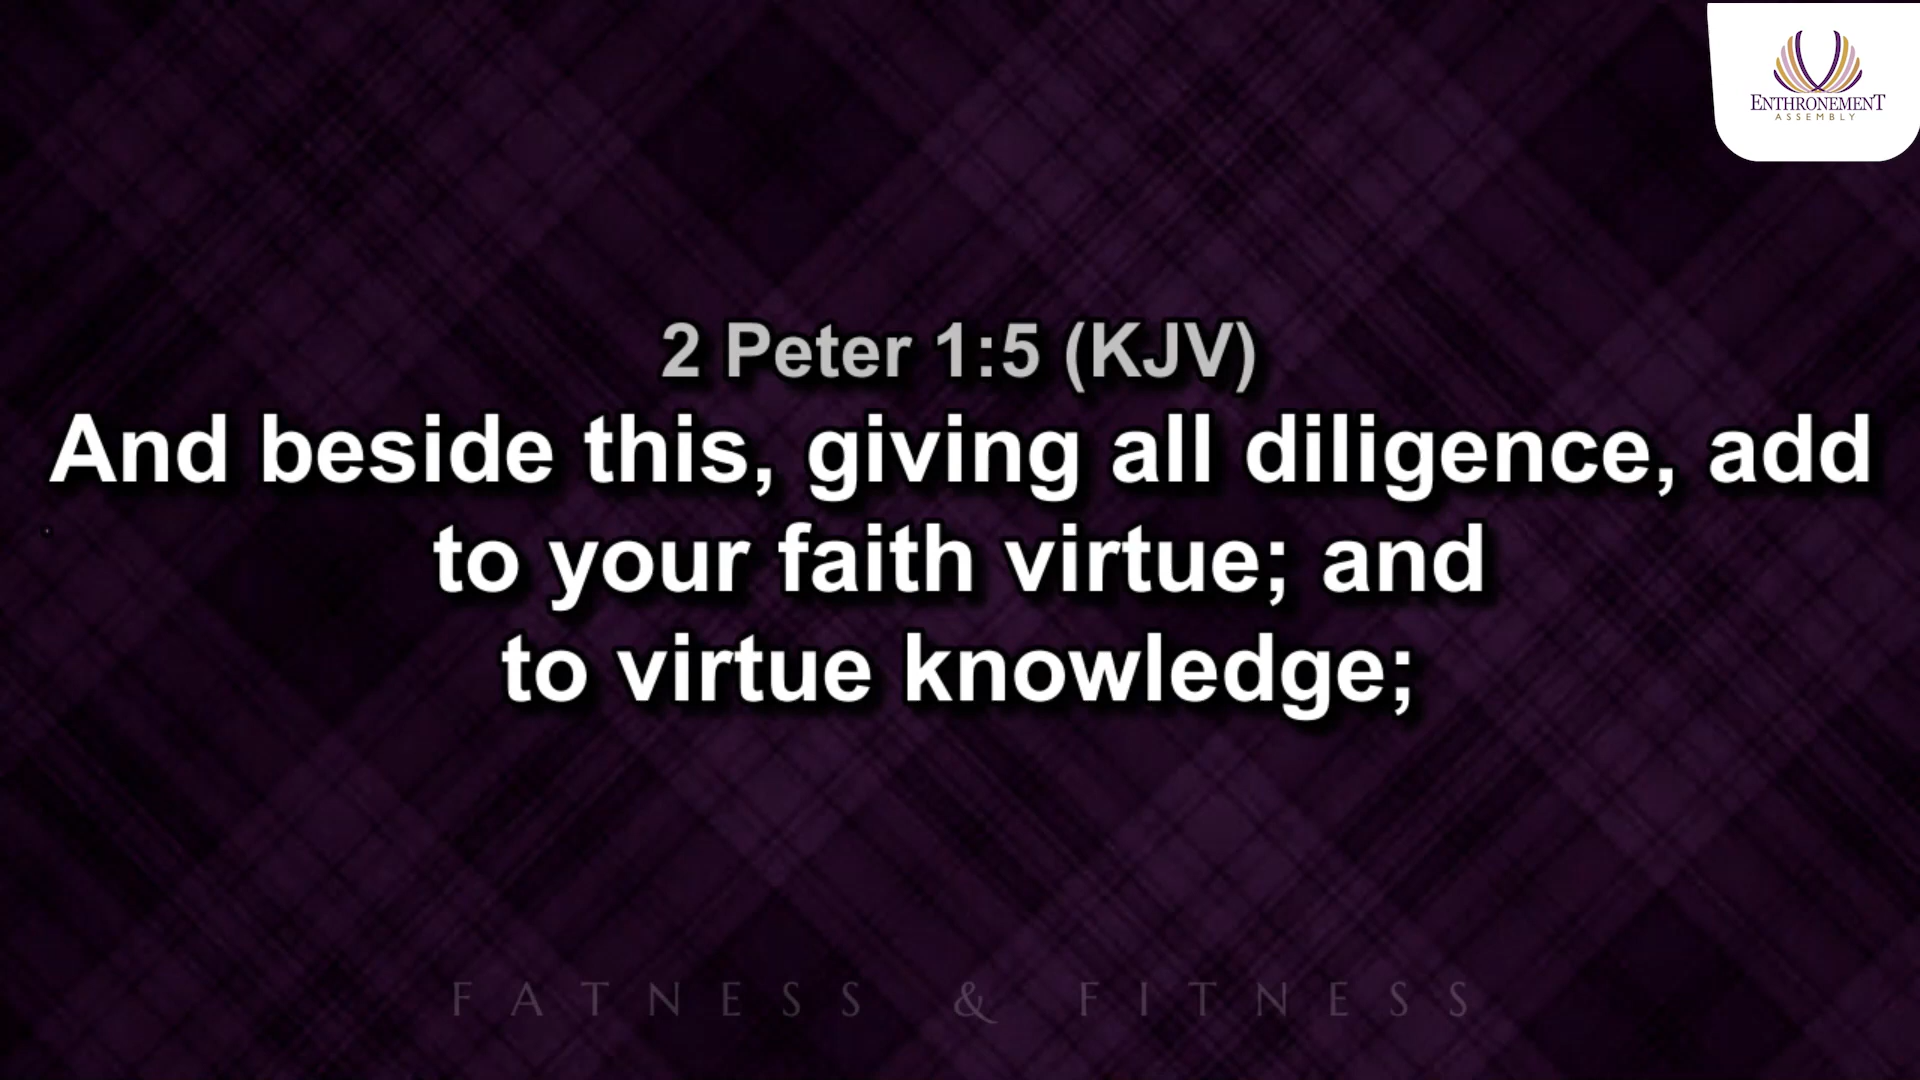 ENTHRONEMENT
ASSEMBLY
2 Peter 1:5 (KJV)
And beside this, giving all diligence, add
to your faith virtue; and
to virtue knowledge;
FATNESS & FITNESS